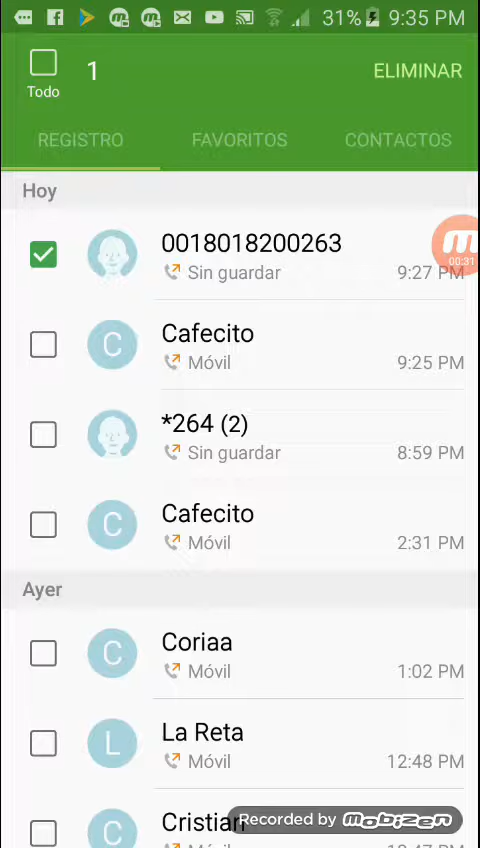 31% 9:35 PM
Todo
1
ELIMINAR
REGISTRO FAVORITOS CONTACTOS
Hoy
0018018200263
Sin guardar 9:27 PM
00:31
C Cafecito
Móvil 9:25 PM
*264 (2)
Sin guardar 8:59 PM
C Cafecito
Móvil 2:31 PM
Ayer
C Coriaa
Móvil 1:02 PM
L La Reta
Móvil 12:48 PM
C Cristian
Recorded by Mobizen